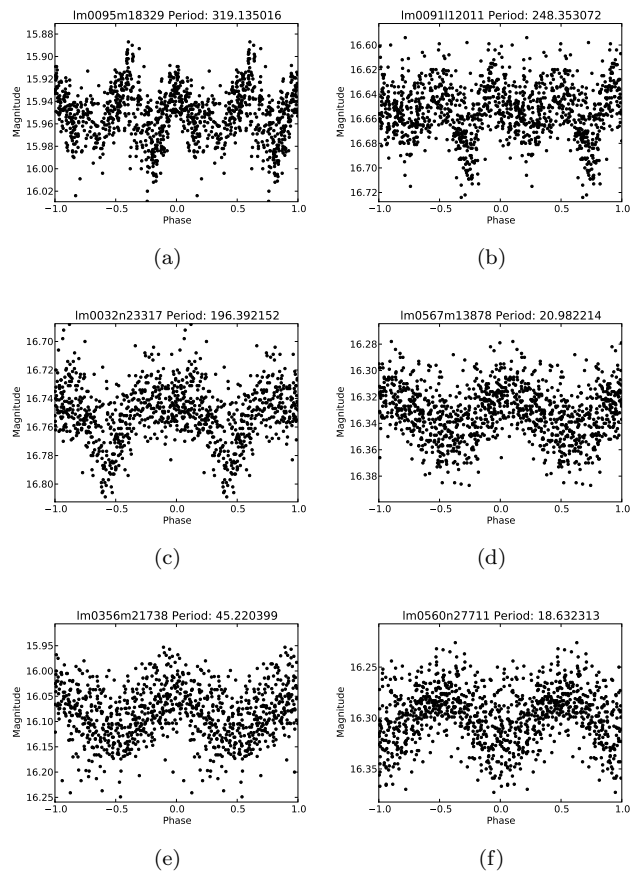 lm0095m18329 Period: 319.135016
15.88
15.90
15.92
15.94
15.96
15.98
16.00
16.02
Magnitude
−1.0 −0.5 0.0 0.5 1.0
Phase
(a)
lm0091l12011 Period: 248.353072
16.60
16.62
16.64
16.66
16.68
16.70
16.72
Magnitude
−1.0 −0.5 0.0 0.5 1.0
Phase
(b)
lm0032n23317 Period: 196.392152
16.70
16.72
16.74
16.76
16.78
16.80
Magnitude
−1.0 −0.5 0.0 0.5 1.0
Phase
(c)
lm0567m13878 Period: 20.982214
16.28
16.30
16.32
16.34
16.36
16.38
Magnitude
−1.0 −0.5 0.0 0.5 1.0
Phase
(d)
lm0356m21738 Period: 45.220399
15.95
16.00
16.05
16.10
16.15
16.20
16.25
Magnitude
−1.0 −0.5 0.0 0.5 1.0
Phase
(e)
lm0560n27711 Period: 18.632313
16.25
16.30
16.35
Magnitude
−1.0 −0.5 0.0 0.5 1.0
Phase
(f)